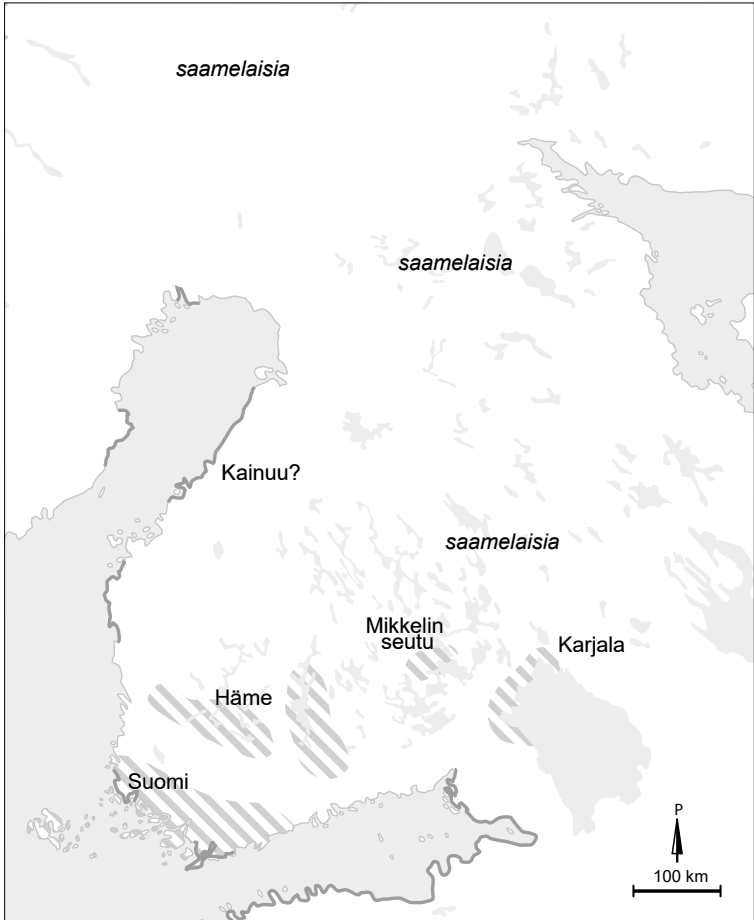 saamelaisia
saamelaisia
Kainuu?
saamelaisia
Mikkelin
seutu
Karjala
Häme
Suomi
P
100 km